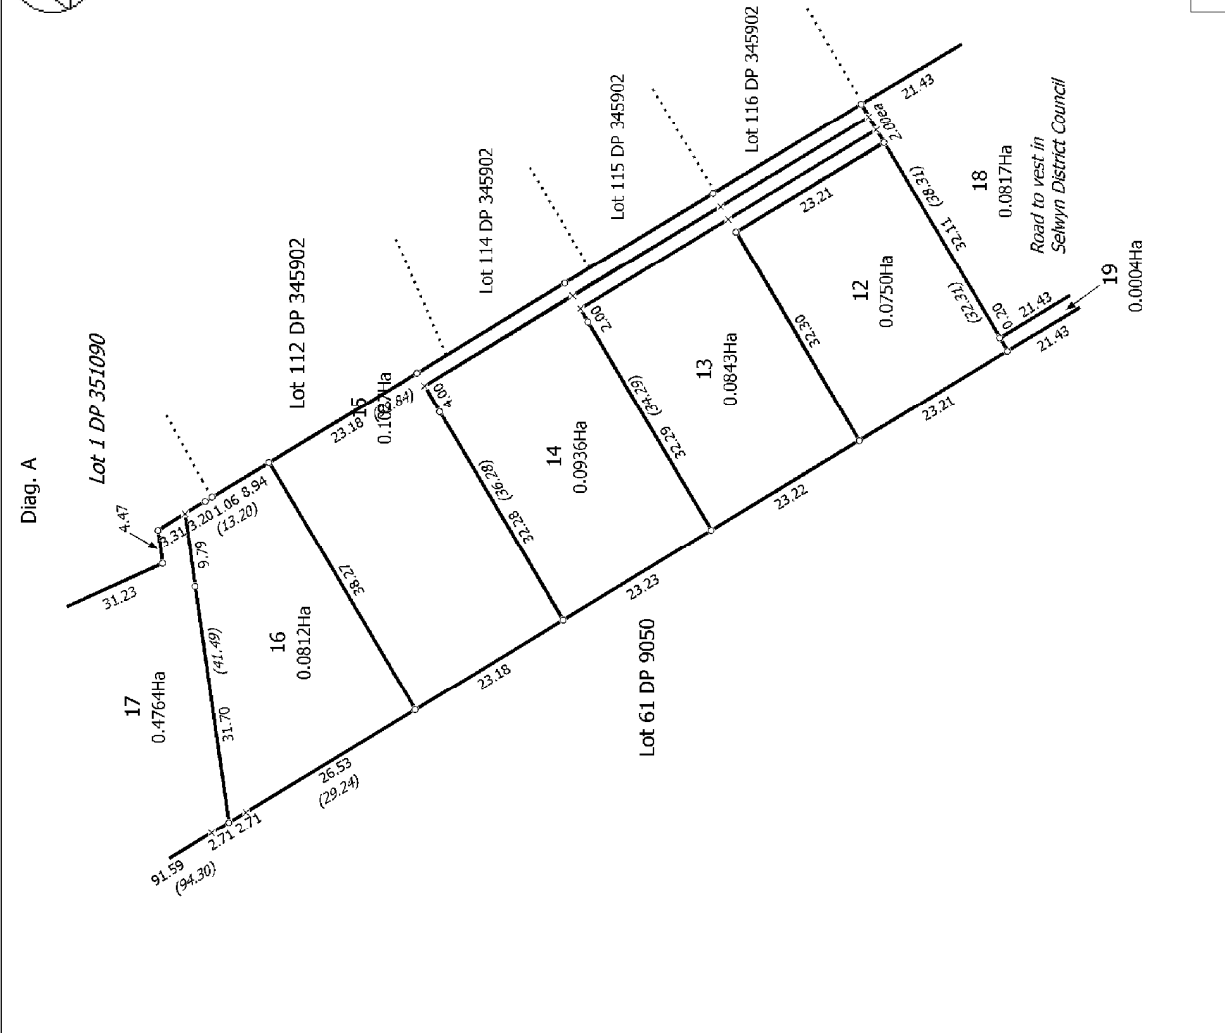 Diag. A
Lot 1 DP 351090
4.47
31.23
3.31
3.20
1.06
8.94
(13.20)
9.79
(41.49)
31.70
17
0.4764Ha
16
0.0812Ha
91.59
(94.30)
2.71
2.71
26.53
(29.24)
38.27
Lot 112 DP 345902
23.18
15
4.00
32.28
(36.28)
23.18
14
0.0936Ha
Lot 114 DP 345902
2.00
32.29
(34.29)
23.23
Lot 61 DP 9050
13
0.0843Ha
Lot 115 DP 345902
32.30
23.22
12
0.0750Ha
23.21
Lot 116 DP 345902
2.00ea
21.43
32.11
(38.31)
(32.31)
0.20
23.21
21.43
21.43
18
0.0817Ha
Road to vest in
Selwyn District Council
19
0.0004Ha